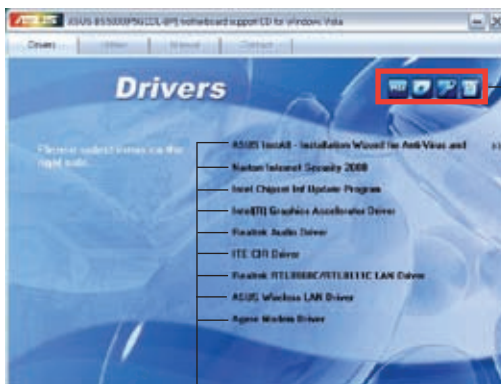 ASUS motherboard support CD for Windows Vista
Drivers Utilities Manual Contact
Drivers
Please select items on the
right side.
ASUS InstAll - Installation Wizard for Anti-Virus and
Norton Internet Security 2008
Intel Chipset Inf Update Program
Intel(R) Graphics Accelerator Driver
Realtek Audio Driver
ITE CIR Driver
Realtek RTL8168C/RTL8111C LAN Driver
ASUS Wireless LAN Driver
Agere Modem Driver